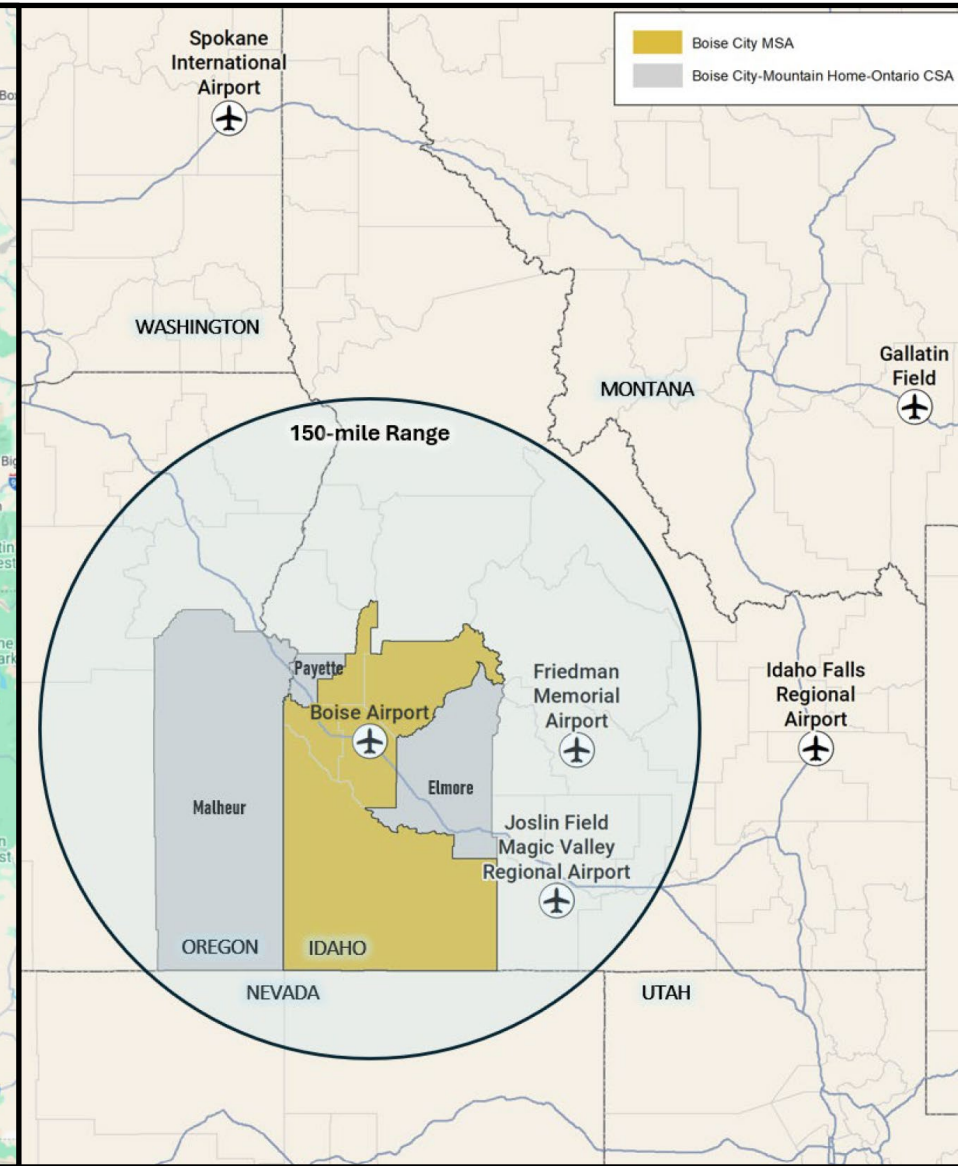 Spokane
International
Airport
Boise City MSA
Boise City-Mountain Home-Ontario CSA
WASHINGTON
MONTANA
Gallatin
Field
150-mile Range
Payette
Boise Airport
Friedman
Memorial
Airport
Idaho Falls
Regional
Airport
Malheur
Elmore
Joslin Field
Magic Valley
Regional Airport
OREGON
IDAHO
NEVADA
UTAH